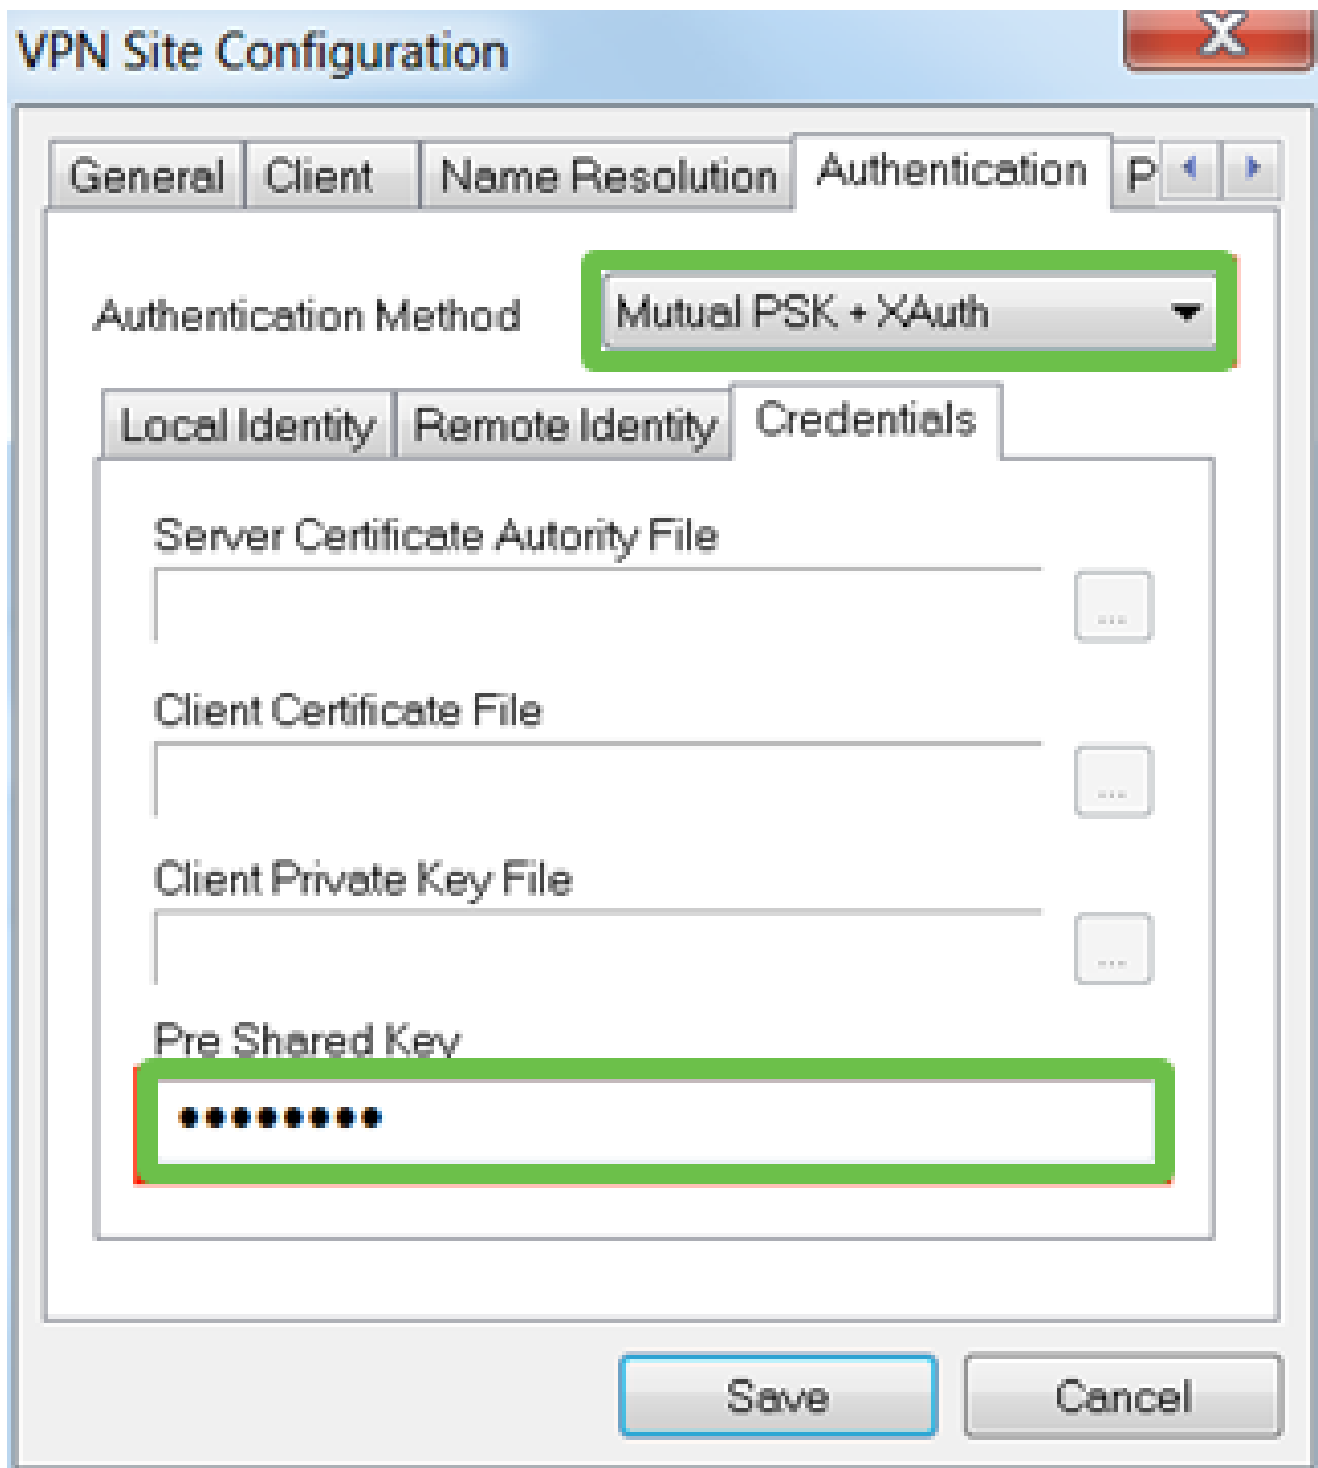 VPN Site Configuration
X
General Client Name Resolution Authentication P
Authentication Method Mutual PSK + XAuth
Local Identity Remote Identity Credentials
Server Certificate Autority File
...
Client Certificate File
...
Client Private Key File
...
Pre Shared Key
••••••••
Save Cancel